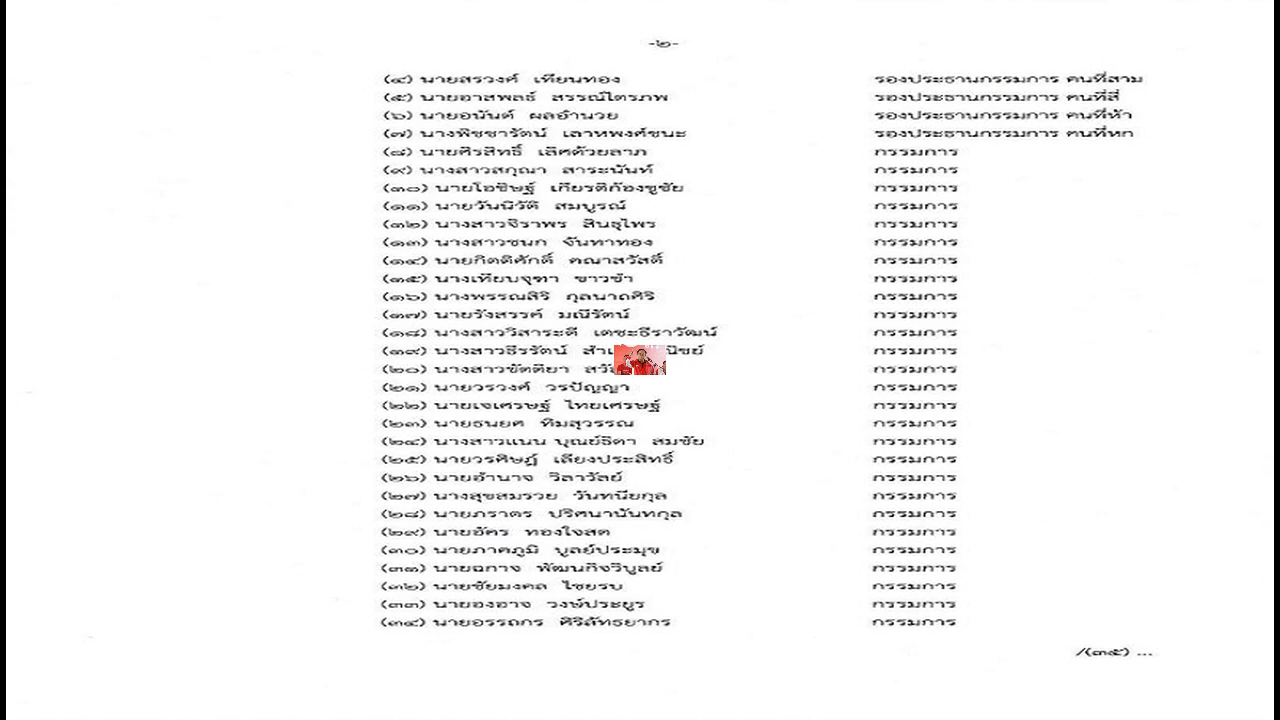 -๒-
(๔) นายสรวงศ์ เทียนทอง รองประธานกรรมการ คนที่สาม
(๕) นายอาสพลธ์ สรรณ์ไตรภพ รองประธานกรรมการ คนที่สี่
(๖) นายอนันต์ ผลอำนวย รองประธานกรรมการ คนที่ห้า
(๗) นางพิชชารัตน์ เลาหพงศ์ชนะ รองประธานกรรมการ คนที่หก
(๘) นายศิรสิทธิ์ เลิศด้วยลาภ กรรมการ
(๙) นางสาวสกุณา สาระนันท์ กรรมการ
(๑๐) นายโอชิษฐ์ เกียรติก้องขูชัย กรรมการ
(๑๑) นายวันนิวัติ สมบูรณ์ กรรมการ
(๑๒) นางสาวจิราพร สินธุไพร กรรมการ
(๑๓) นางสาวชนก จันทาทอง กรรมการ
(๑๔) นายกิตติศักดิ์ คณาสวัสดิ์ กรรมการ
(๑๕) นางเทียบจุฑา ขาวขำ กรรมการ
(๑๖) นางพรรณสิริ กุลนาถศิริ กรรมการ
(๑๗) นายรังสรรค์ มณีรัตน์ กรรมการ
(๑๘) นางสาววิสาระดี เตชะธีราวัฒน์ กรรมการ
(๑๙) นางสาวธีรรัตน์ กรรมการ
(๒๐) นางสาวขัตติยา กรรมการ
(๒๑) นายวรวงศ์ วรปัญญา กรรมการ
(๒๒) นายเจเศรษฐ์ ไทยเศรษฐ์ กรรมการ
(๒๓) นายธนยศ ทิมสุวรรณ กรรมการ
(๒๔) นางสาวแนน บุณย์ธิดา สมชัย กรรมการ
(๒๕) นายวรศิษฎ์ เลียงประสิทธิ์ กรรมการ
(๒๖) นายอำนาจ วิลาวัลย์ กรรมการ
(๒๗) นางสุขสมรวย วันทนียกุล กรรมการ
(๒๘) นายภราดร ปริศนานันทกุล กรรมการ
(๒๙) นายอัคร ทองใจสด กรรมการ
(๓๐) นายภาคภูมิ บูลย์ประมุข กรรมการ
(๓๑) นายฉกาจ พัฒนกิจวิบูลย์ กรรมการ
(๓๒) นายชัยมงคล ไชยรบ กรรมการ
(๓๓) นายองอาจ วงษ์ประยูร กรรมการ
(๓๔) นายอรรถกร ศิริลัทธยากร กรรมการ
/(๓๕) ...